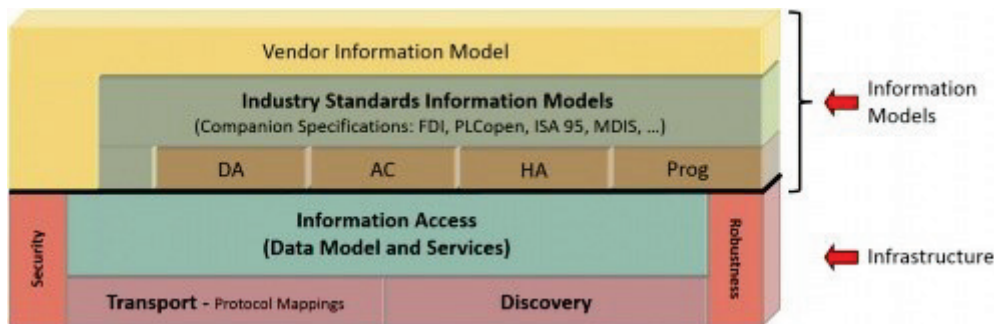 Vendor Information Model
Industry Standards Information Models
(Companion Specifications: FDI, PLCopen, ISA 95, MDIS, ...)
DA
AC
HA
Prog
Information
Models
Security
Information Access
(Data Model and Services)
Robustness
Infrastructure
Transport - Protocol Mappings
Discovery